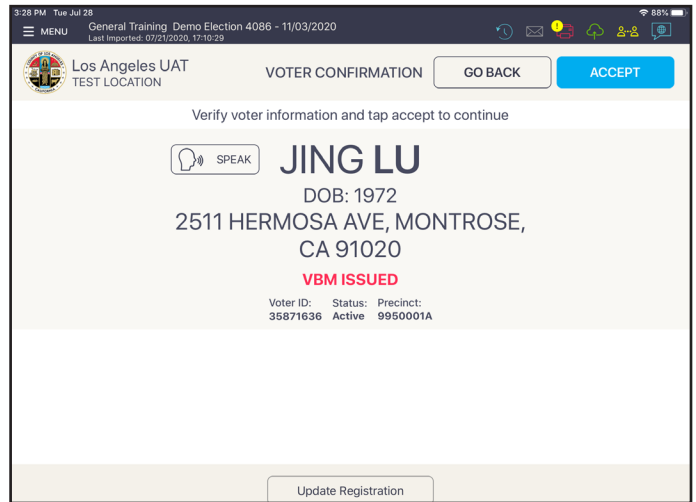 3:28 PM Tue Jul 28
88%
MENU
General Training Demo Election 4086 - 11/03/2020
Last Imported: 07/21/2020, 17:10:29
Los Angeles UAT
TEST LOCATION
VOTER CONFIRMATION
GO BACK
ACCEPT
Verify voter information and tap accept to continue
SPEAK
JING LU
DOB: 1972
2511 HERMOSA AVE, MONTROSE,
CA 91020
VBM ISSUED
Voter ID: Status: Precinct:
35871636 Active 9950001A
Update Registration